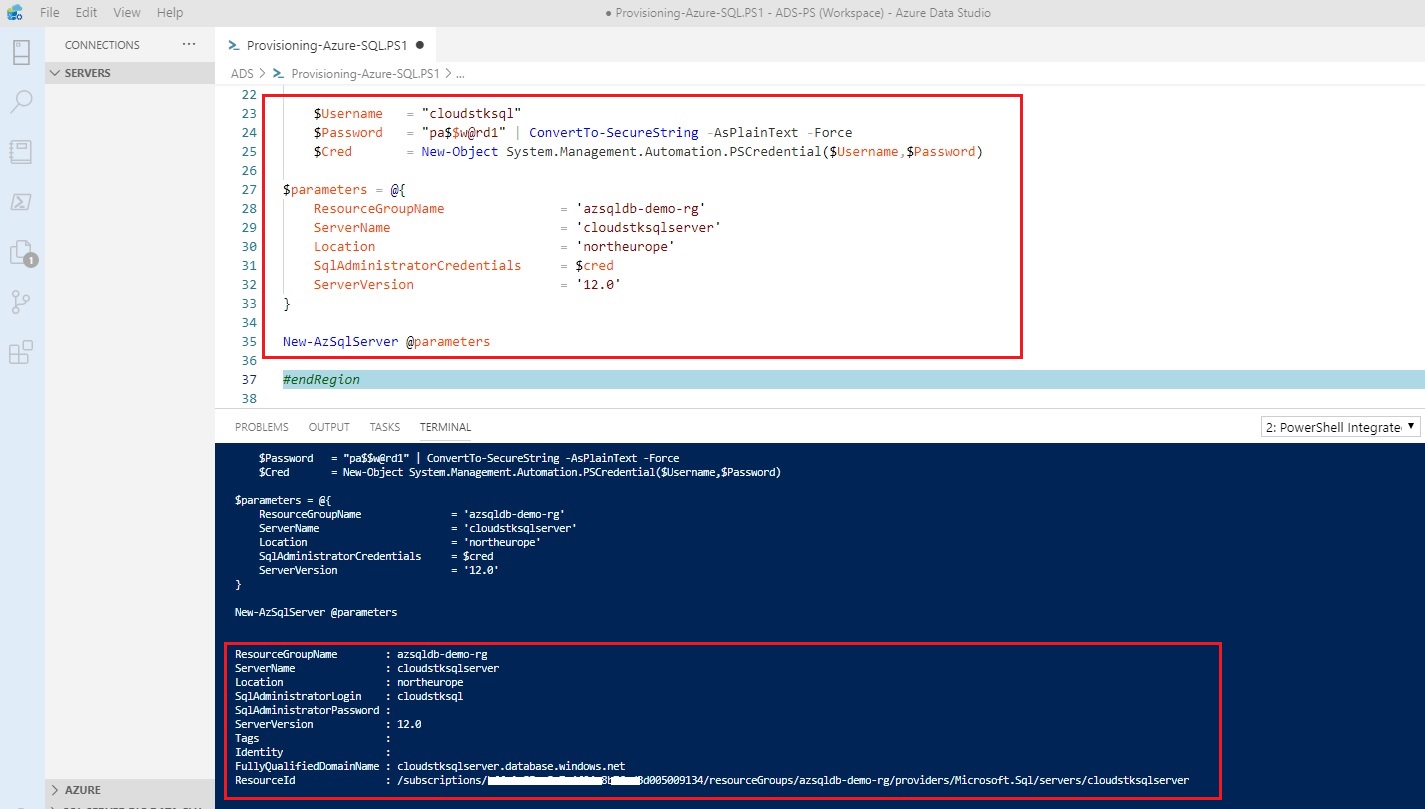 File Edit View Help
● Provisioning-Azure-SQL.PS1 - ADS-PS (Workspace) - Azure Data Studio
CONNECTIONS ...
SERVERS
Provisioning-Azure-SQL.PS1 ●
ADS > Provisioning-Azure-SQL.PS1 > ...
22
23 $Username = "cloudstksql"
24 $Password = "pa$$w@rd1" | ConvertTo-SecureString -AsPlainText -Force
25 $Cred = New-Object System.Management.Automation.PSCredential($Username,$Password)
26
27 $parameters = @{
28 ResourceGroupName = 'azsqldb-demo-rg'
29 ServerName = 'cloudstksqlserver'
30 Location = 'northeurope'
31 SqlAdministratorCredentials = $cred
32 ServerVersion = '12.0'
33 }
34
35 New-AzSqlServer @parameters
36
37 #endRegion
38
1
PROBLEMS OUTPUT TASKS TERMINAL
2: PowerShell Integrate
$Password = "pa$$w@rd1" | ConvertTo-SecureString -AsPlainText -Force
$Cred = New-Object System.Management.Automation.PSCredential($Username,$Password)
$parameters = @{
ResourceGroupName = 'azsqldb-demo-rg'
ServerName = 'cloudstksqlserver'
Location = 'northeurope'
SqlAdministratorCredentials = $cred
ServerVersion = '12.0'
}
New-AzSqlServer @parameters
ResourceGroupName : azsqldb-demo-rg
ServerName : cloudstksqlserver
Location : northeurope
SqlAdministratorLogin : cloudstksql
SqlAdministratorPassword :
ServerVersion : 12.0
Tags :
Identity :
FullyQualifiedDomainName : cloudstksqlserver.database.windows.net
ResourceId : /subscriptions/ d005009134/resourceGroups/azsqldb-demo-rg/providers/Microsoft.Sql/servers/cloudstksqlserver
AZURE